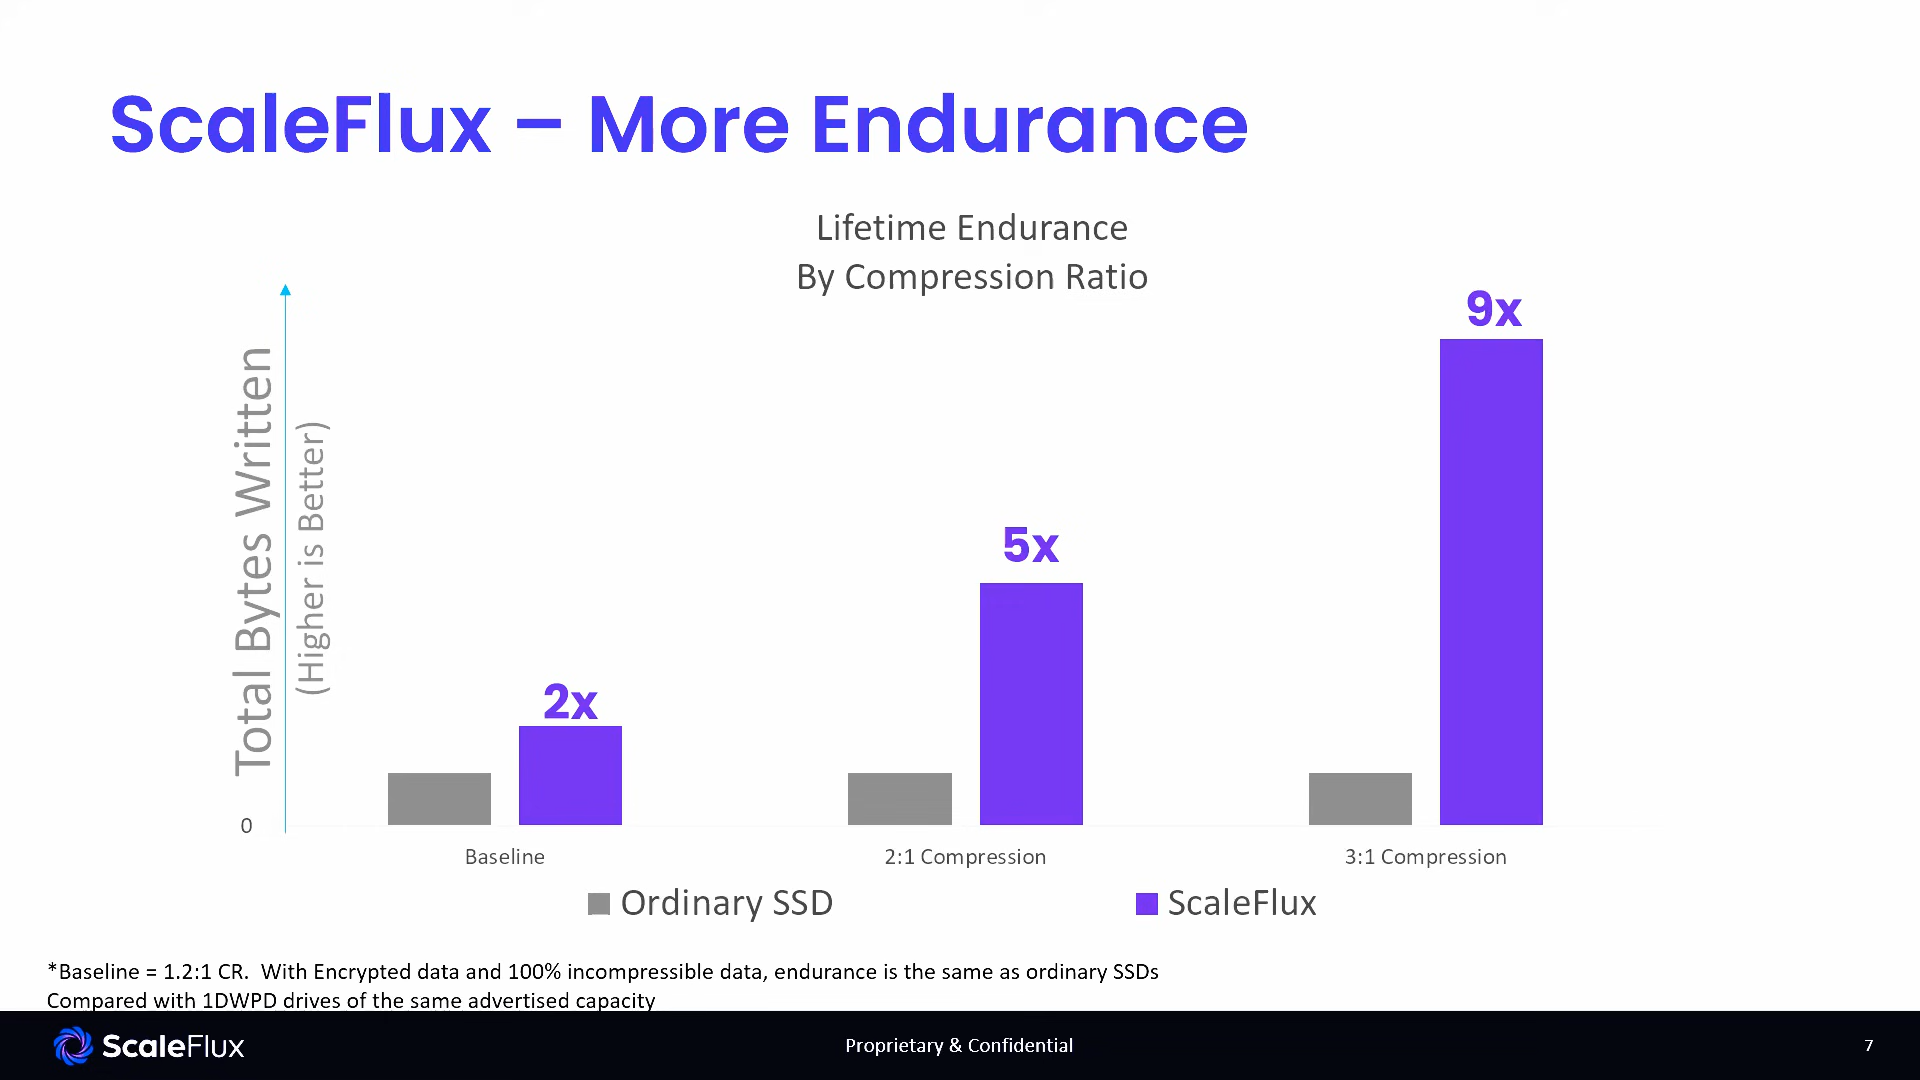 ScaleFlux – More Endurance
Lifetime Endurance
By Compression Ratio
Total Bytes Written
(Higher is Better)
0
2x
5x
9x
Baseline
2:1 Compression
3:1 Compression
Ordinary SSD
ScaleFlux
*Baseline = 1.2:1 CR.  With Encrypted data and 100% incompressible data, endurance is the same as ordinary SSDs
Compared with 1DWPD drives of the same advertised capacity
ScaleFlux
Proprietary & Confidential
7